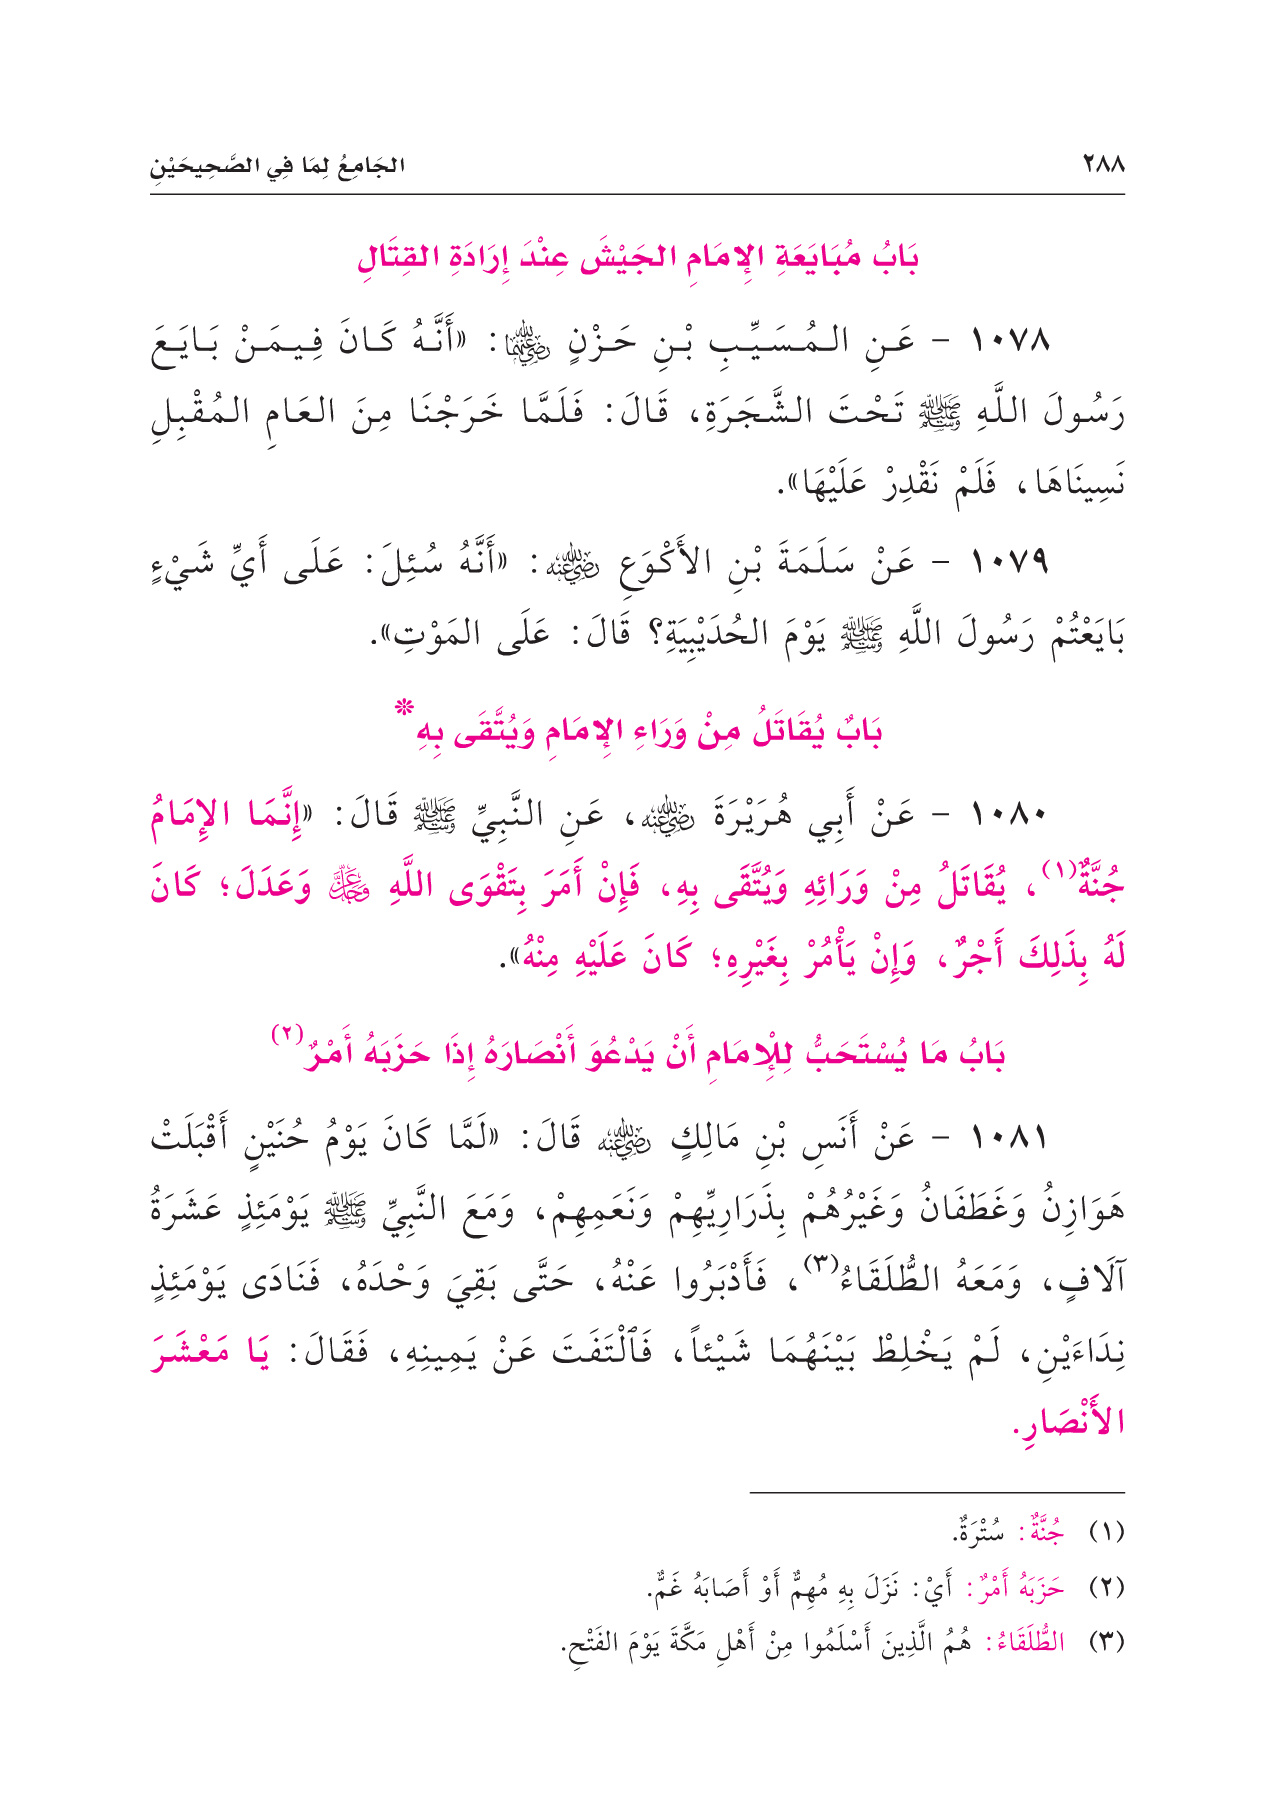 ٢٨٨
الجَامِعُ لِمَا فِي الصَّحِيحَيْنِ
بَابُ مُبَايَعَةِ الإِمَامِ الجَيْشَ عِنْدَ إِرَادَةِ القِتَالِ
١٠٧٨ - عَنِ المُسَيِّبِ بْنِ حَزْنٍ رضي الله عنهما: «أَنَّهُ كَانَ فِيمَنْ بَايَعَ
رَسُولَ اللَّهِ ﷺ تَحْتَ الشَّجَرَةِ، قَالَ: فَلَمَّا خَرَجْنَا مِنَ العَامِ المُقْبِلِ
نَسِينَاهَا، فَلَمْ نَقْدِرْ عَلَيْهَا».
١٠٧٩ - عَنْ سَلَمَةَ بْنِ الأَكْوَعِ رضي الله عنه: «أَنَّهُ سُئِلَ: عَلَى أَيِّ شَيْءٍ
بَايَعْتُمْ رَسُولَ اللَّهِ ﷺ يَوْمَ الحُدَيْبِيَةِ؟ قَالَ: عَلَى المَوْتِ».
بَابٌ يُقَاتَلُ مِنْ وَرَاءِ الإِمَامِ وَيُتَّقَى بِهِ*
١٠٨٠ - عَنْ أَبِي هُرَيْرَةَ رضي الله عنه، عَنِ النَّبِيِّ ﷺ قَالَ: «إِنَّمَا الإِمَامُ
جُنَّةٌ(١)، يُقَاتَلُ مِنْ وَرَائِهِ وَيُتَّقَى بِهِ، فَإِنْ أَمَرَ بِتَقْوَى اللَّهِ عز وجل وَعَدَلَ؛ كَانَ
لَهُ بِذَلِكَ أَجْرٌ، وَإِنْ يَأْمُرْ بِغَيْرِهِ؛ كَانَ عَلَيْهِ مِنْهُ».
بَابُ مَا يُسْتَحَبُّ لِلْإِمَامِ أَنْ يَدْعُوَ أَنْصَارَهُ إِذَا حَزَبَهُ أَمْرٌ(٢)
١٠٨١ - عَنْ أَنَسِ بْنِ مَالِكٍ رضي الله عنه قَالَ: «لَمَّا كَانَ يَوْمُ حُنَيْنٍ أَقْبَلَتْ
هَوَازِنُ وَغَطَفَانُ وَغَيْرُهُمْ بِذَرَارِيِّهِمْ وَنَعَمِهِمْ، وَمَعَ النَّبِيِّ ﷺ يَوْمَئِذٍ عَشَرَةُ
آلَافٍ، وَمَعَهُ الطُّلَقَاءُ(٣)، فَأَدْبَرُوا عَنْهُ، حَتَّى بَقِيَ وَحْدَهُ، فَنَادَى يَوْمَئِذٍ
نِدَاءَيْنِ، لَمْ يَخْلِطْ بَيْنَهُمَا شَيْئاً، فَٱلْتَفَتَ عَنْ يَمِينِهِ، فَقَالَ: يَا مَعْشَرَ
الأَنْصَارِ.
(١) جُنَّةٌ: سُتْرَةٌ.
(٢) حَزَبَهُ أَمْرٌ: أَيْ: نَزَلَ بِهِ مُهِمٌّ أَوْ أَصَابَهُ غَمٌّ.
(٣) الطُّلَقَاءُ: هُمُ الَّذِينَ أَسْلَمُوا مِنْ أَهْلِ مَكَّةَ يَوْمَ الفَتْحِ.